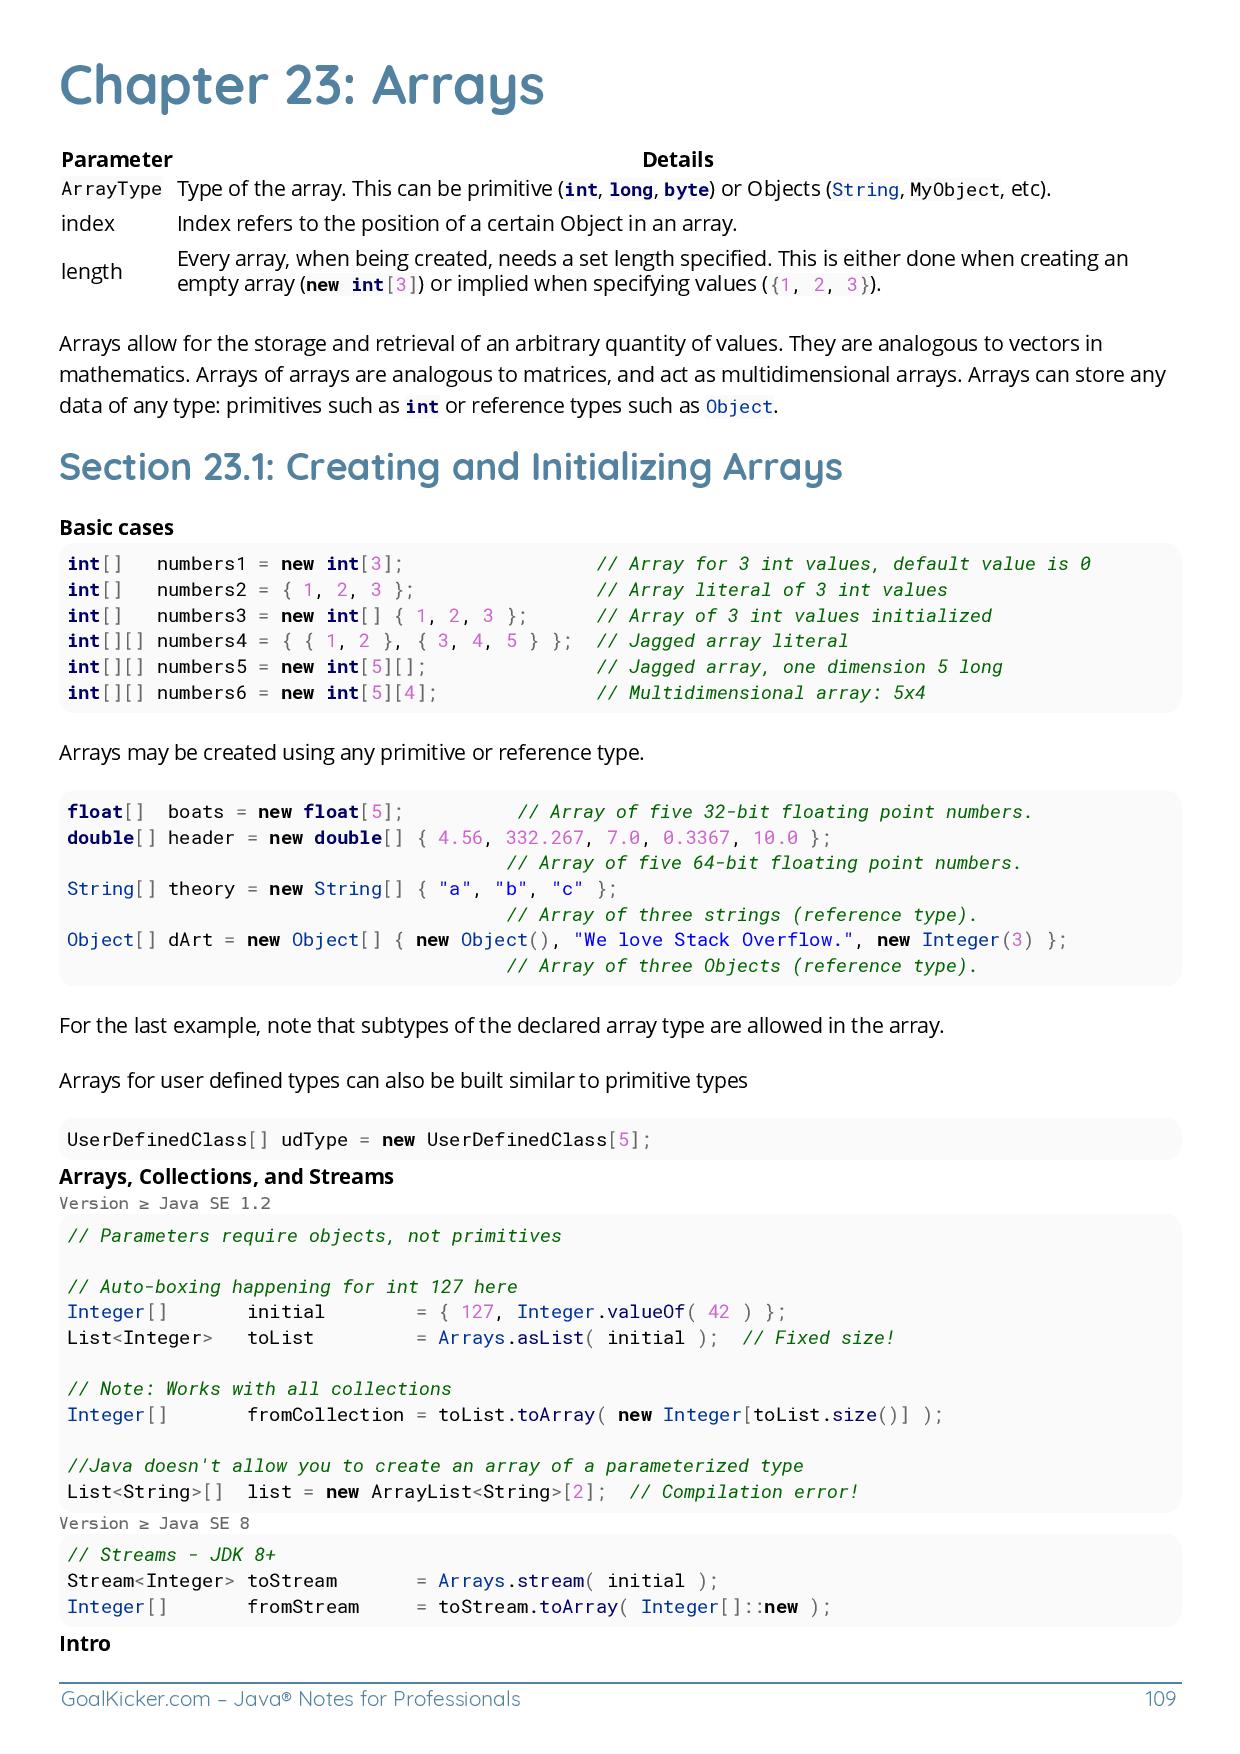 Chapter 23: Arrays
Parameter Details
ArrayType Type of the array. This can be primitive (int, long, byte) or Objects (String, MyObject, etc).
index Index refers to the position of a certain Object in an array.
length Every array, when being created, needs a set length specified. This is either done when creating an
empty array (new int[3]) or implied when specifying values ({1, 2, 3}).
Arrays allow for the storage and retrieval of an arbitrary quantity of values. They are analogous to vectors in
mathematics. Arrays of arrays are analogous to matrices, and act as multidimensional arrays. Arrays can store any
data of any type: primitives such as int or reference types such as Object.
Section 23.1: Creating and Initializing Arrays
Basic cases
int[]   numbers1 = new int[3];                 // Array for 3 int values, default value is 0
int[]   numbers2 = { 1, 2, 3 };                // Array literal of 3 int values
int[]   numbers3 = new int[] { 1, 2, 3 };      // Array of 3 int values initialized
int[][] numbers4 = { { 1, 2 }, { 3, 4, 5 } };  // Jagged array literal
int[][] numbers5 = new int[5][];               // Jagged array, one dimension 5 long
int[][] numbers6 = new int[5][4];              // Multidimensional array: 5x4
Arrays may be created using any primitive or reference type.
float[]  boats = new float[5];          // Array of five 32-bit floating point numbers.
double[] header = new double[] { 4.56, 332.267, 7.0, 0.3367, 10.0 };
                                       // Array of five 64-bit floating point numbers.
String[] theory = new String[] { "a", "b", "c" };
                                       // Array of three strings (reference type).
Object[] dArt = new Object[] { new Object(), "We love Stack Overflow.", new Integer(3) };
                                       // Array of three Objects (reference type).
For the last example, note that subtypes of the declared array type are allowed in the array.
Arrays for user defined types can also be built similar to primitive types
UserDefinedClass[] udType = new UserDefinedClass[5];
Arrays, Collections, and Streams
Version ≥ Java SE 1.2
// Parameters require objects, not primitives
// Auto-boxing happening for int 127 here
Integer[]       initial        = { 127, Integer.valueOf( 42 ) };
List<Integer>   toList         = Arrays.asList( initial );  // Fixed size!
// Note: Works with all collections
Integer[]       fromCollection = toList.toArray( new Integer[toList.size()] );
//Java doesn't allow you to create an array of a parameterized type
List<String>[]  list = new ArrayList<String>[2];  // Compilation error!
Version ≥ Java SE 8
// Streams - JDK 8+
Stream<Integer> toStream       = Arrays.stream( initial );
Integer[]       fromStream     = toStream.toArray( Integer[]::new );
Intro
GoalKicker.com – Java® Notes for Professionals 109